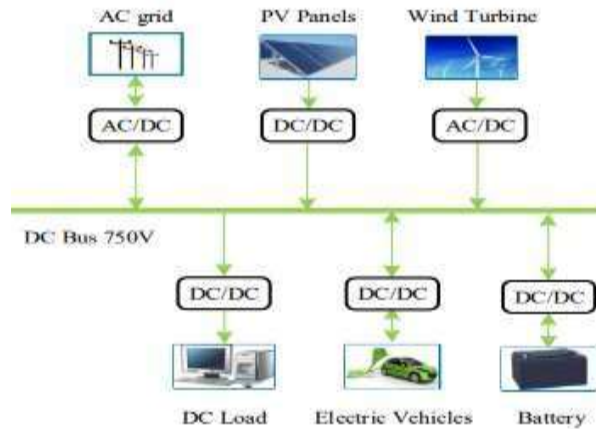 AC grid PV Panels Wind Turbine
AC/DC DC/DC AC/DC
DC Bus 750V
DC/DC DC/DC DC/DC
DC Load Electric Vehicles Battery